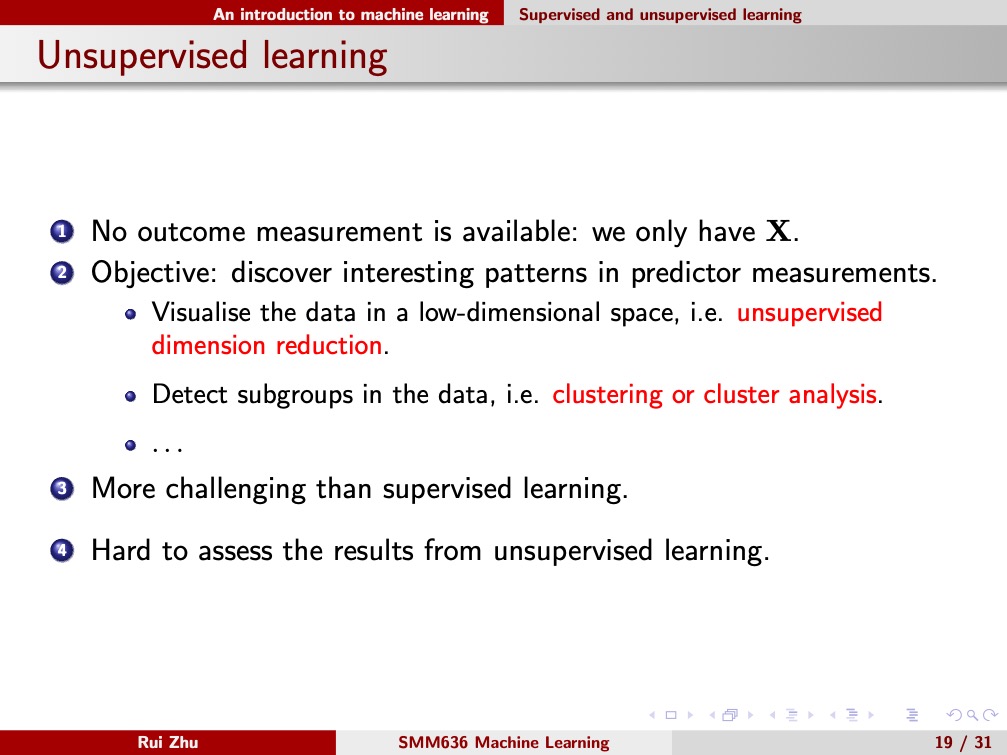 An introduction to machine learning Supervised and unsupervised learning
Unsupervised learning
1 No outcome measurement is available: we only have X.
2 Objective: discover interesting patterns in predictor measurements.
Visualise the data in a low-dimensional space, i.e. unsupervised
dimension reduction.
Detect subgroups in the data, i.e. clustering or cluster analysis.
...
3 More challenging than supervised learning.
4 Hard to assess the results from unsupervised learning.
Rui Zhu SMM636 Machine Learning 19 / 31